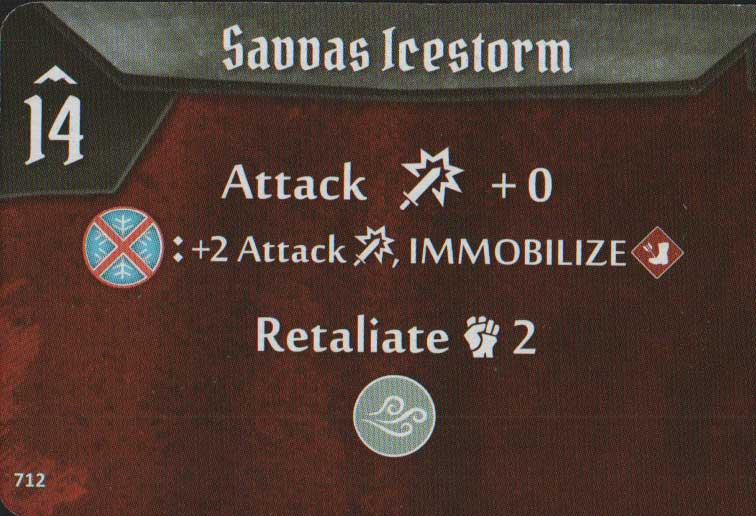 Savvas Icestorm
14
Attack + 0
: +2 Attack , IMMOBILIZE
Retaliate 2
712